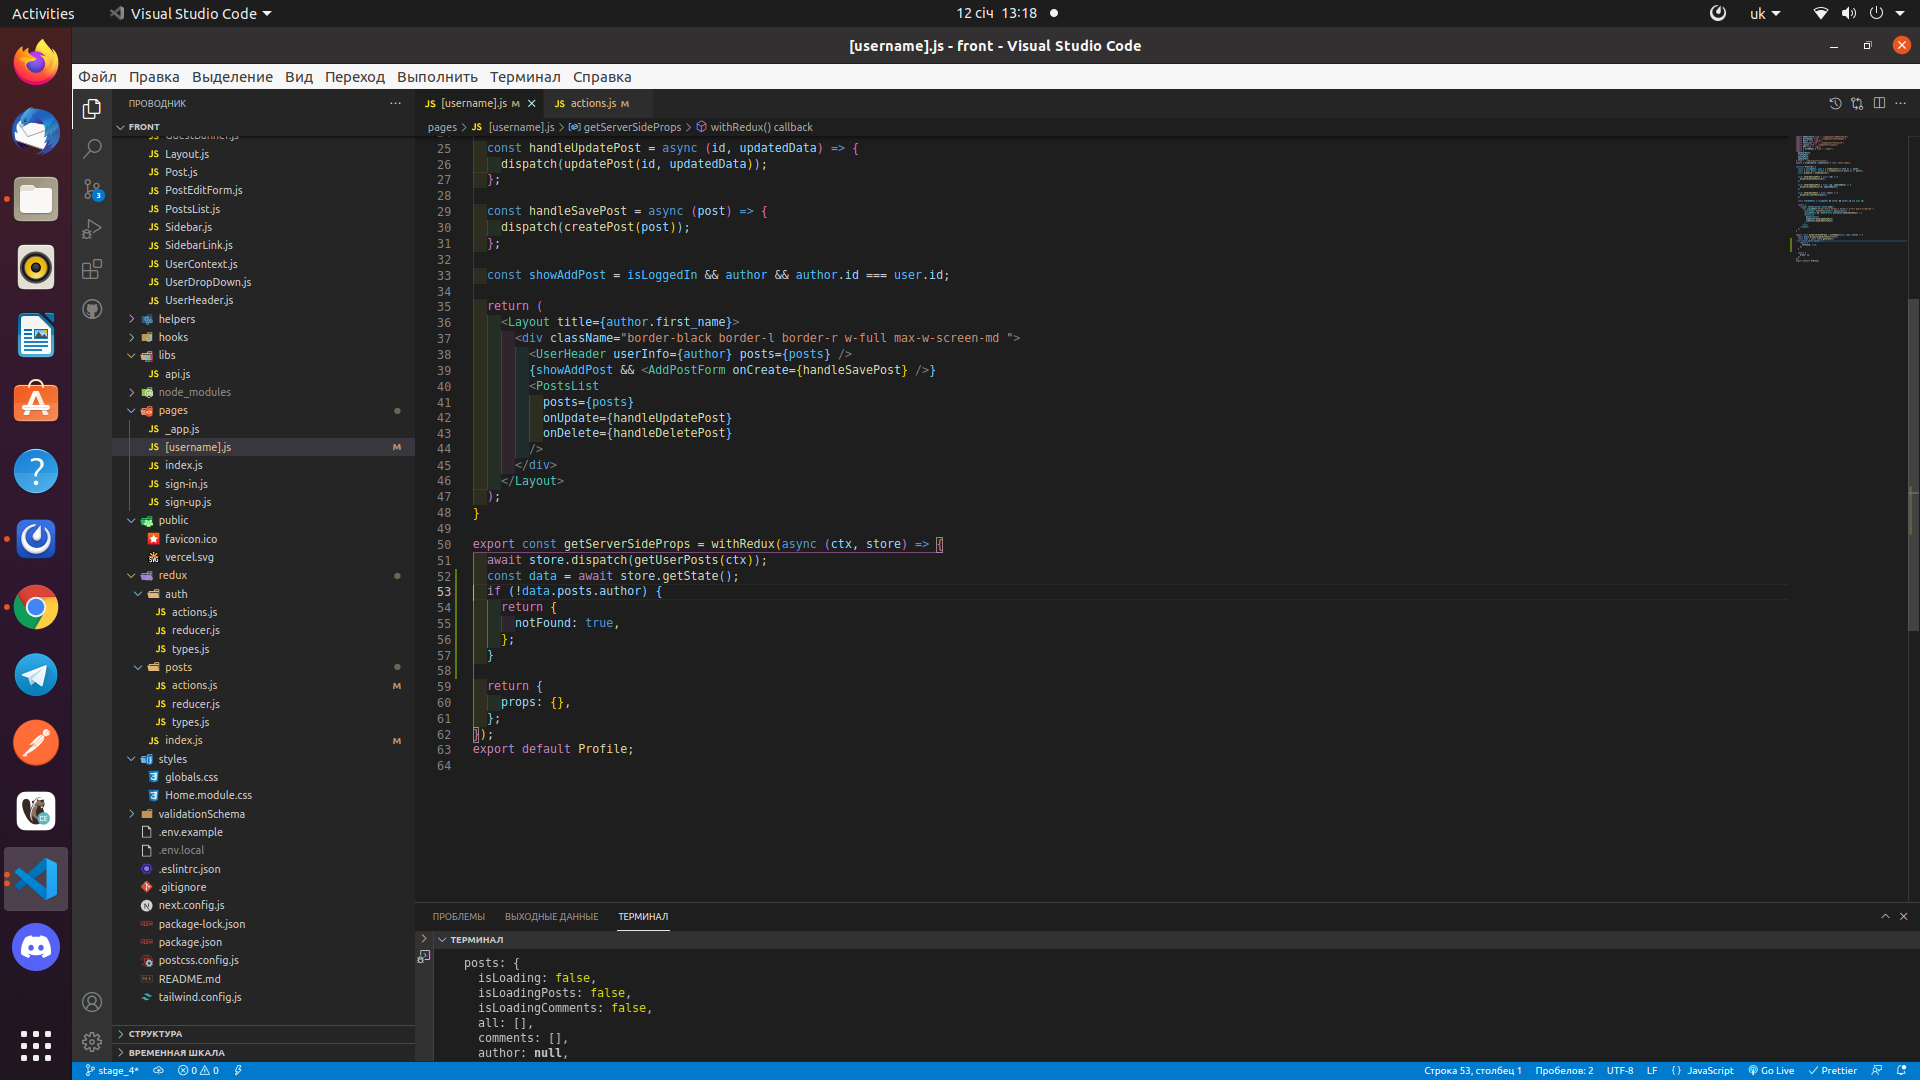 Activities
Visual Studio Code
12 січ 13:18
uk
[username].js - front - Visual Studio Code
Файл Правка Выделение Вид Переход Выполнить Терминал Справка
ПРОВОДНИК
FRONT
GuestBanner.js
Layout.js
Post.js
PostEditForm.js
PostsList.js
Sidebar.js
SidebarLink.js
UserContext.js
UserDropDown.js
UserHeader.js
helpers
hooks
libs
api.js
node_modules
pages
_app.js
[username].js M
index.js
sign-in.js
sign-up.js
public
favicon.ico
vercel.svg
redux
auth
actions.js
reducer.js
types.js
posts
actions.js M
reducer.js
types.js
index.js M
styles
globals.css
Home.module.css
validationSchema
.env.example
.env.local
.eslintrc.json
.gitignore
next.config.js
package-lock.json
package.json
postcss.config.js
README.md
tailwind.config.js
СТРУКТУРА
ВРЕМЕННАЯ ШКАЛА
JS [username].js M
JS actions.js M
pages > JS [username].js > getServerSideProps > withRedux() callback
25 const handleUpdatePost = async (id, updatedData) => {
26 dispatch(updatePost(id, updatedData));
27 };
28
29 const handleSavePost = async (post) => {
30 dispatch(createPost(post));
31 };
32
33 const showAddPost = isLoggedIn && author && author.id === user.id;
34
35 return (
36 <Layout title={author.first_name}>
37 <div className="border-black border-l border-r w-full max-w-screen-md ">
38 <UserHeader userInfo={author} posts={posts} />
39 {showAddPost && <AddPostForm onCreate={handleSavePost} />}
40 <PostsList
41 posts={posts}
42 onUpdate={handleUpdatePost}
43 onDelete={handleDeletePost}
44 />
45 </div>
46 </Layout>
47 );
48 }
49
50 export const getServerSideProps = withRedux(async (ctx, store) => {
51 await store.dispatch(getUserPosts(ctx));
52 const data = await store.getState();
53 if (!data.posts.author) {
54 return {
55 notFound: true,
56 };
57 }
58
59 return {
60 props: {},
61 };
62 });
63 export default Profile;
64
ПРОБЛЕМЫ ВЫХОДНЫЕ ДАННЫЕ ТЕРМИНАЛ
ТЕРМИНАЛ
posts: {
isLoading: false,
isLoadingPosts: false,
isLoadingComments: false,
all: [],
comments: [],
author: null,
stage_4* 0 0
Строка 53, столбец 1 Пробелов: 2 UTF-8 LF {} JavaScript Go Live Prettier